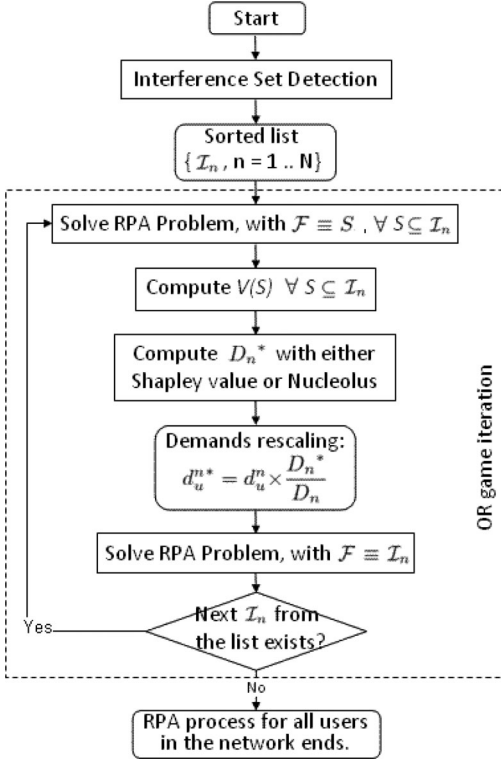 Start
Interference Set Detection
Sorted list
{ ℐₙ , n = 1 .. N}
Solve RPA Problem, with ℱ ≡ S , ∀ S ⊆ ℐₙ
Compute V(S) ∀ S ⊆ ℐₙ
Compute Dₙ* with either
Shapley value or Nucleolus
Demands rescaling:
dᵤⁿ* = dᵤⁿ × Dₙ* / Dₙ
Solve RPA Problem, with ℱ ≡ ℐₙ
Next ℐₙ from
the list exists?
Yes
No
RPA process for all users
in the network ends.
OR game iteration